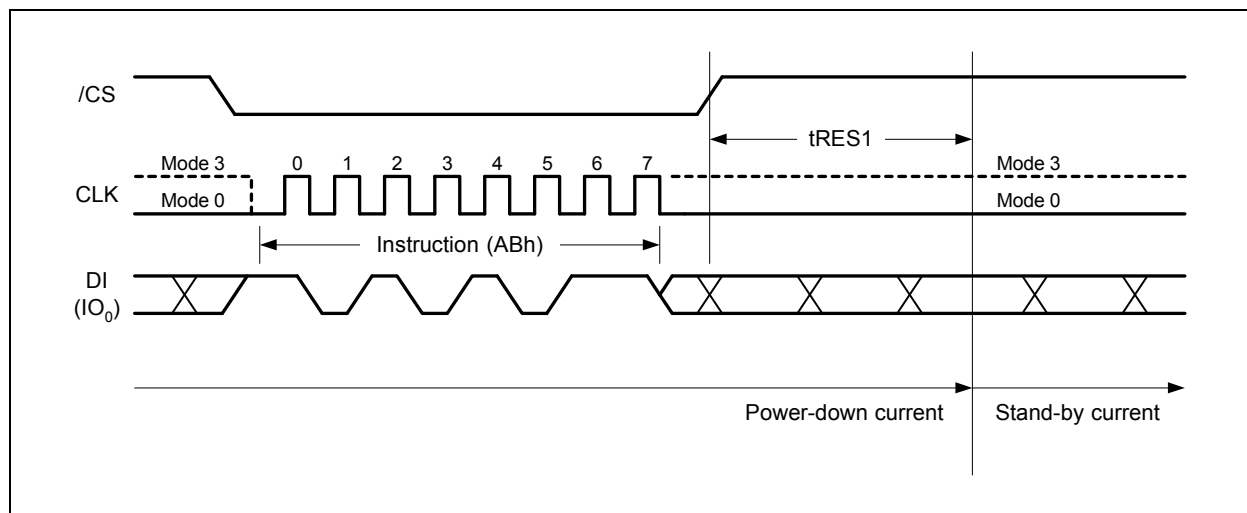 /CS
tRES1
Mode 3 0 1 2 3 4 5 6 7 Mode 3
CLK
Mode 0 Mode 0
Instruction (ABh)
DI
(IO0)
Power-down current Stand-by current